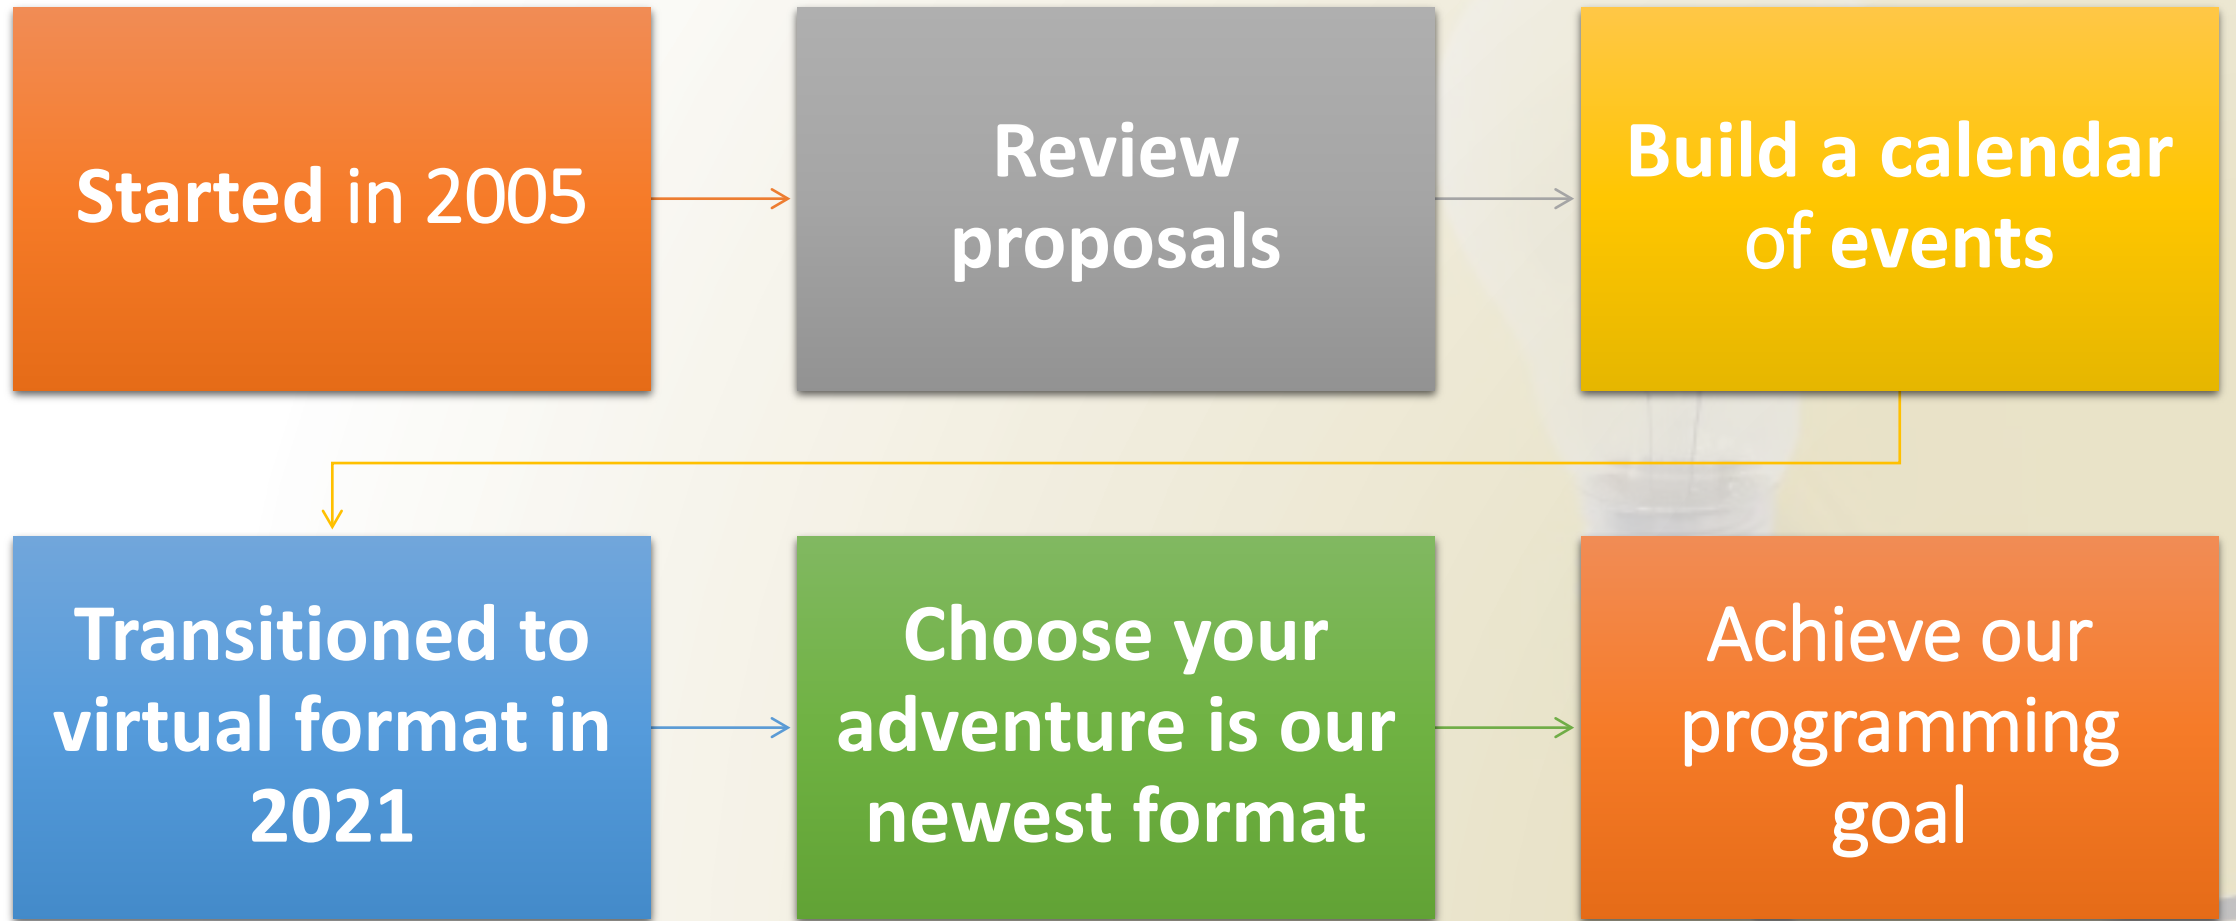 Started in 2005
Review
proposals
Build a calendar
of events
Transitioned to
virtual format in
2021
Choose your
adventure is our
newest format
Achieve our
programming
goal